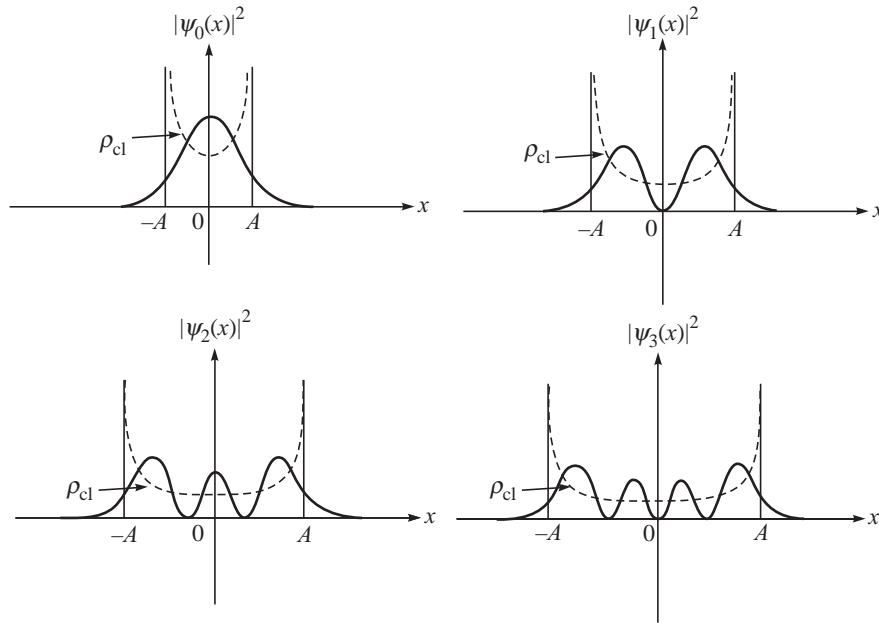 |ψ₀(x)|²
ρcl
−A 0 A x
|ψ₁(x)|²
ρcl
−A 0 A x
|ψ₂(x)|²
ρcl
−A 0 A x
|ψ₃(x)|²
ρcl
−A 0 A x